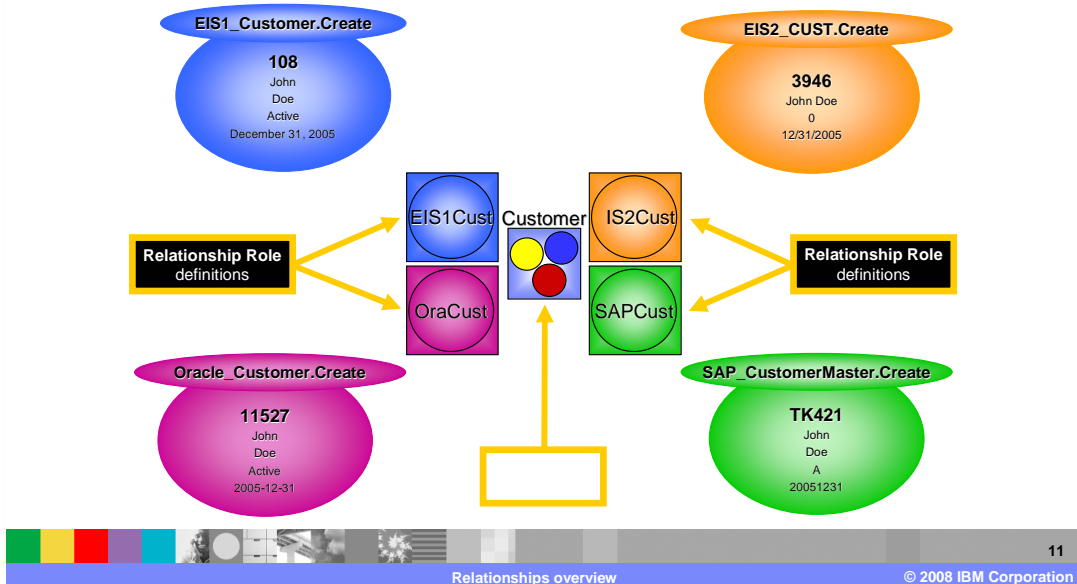 EIS1_Customer.Create
108
John
Doe
Active
December 31, 2005
EIS2_CUST.Create
3946
John Doe
0
12/31/2005
EIS1Cust
Customer
IS2Cust
Relationship Role
definitions
Relationship Role
definitions
OraCust
SAPCust
Oracle_Customer.Create
11527
John
Doe
Active
2005-12-31
SAP_CustomerMaster.Create
TK421
John
Doe
A
20051231
11
Relationships overview
© 2008 IBM Corporation